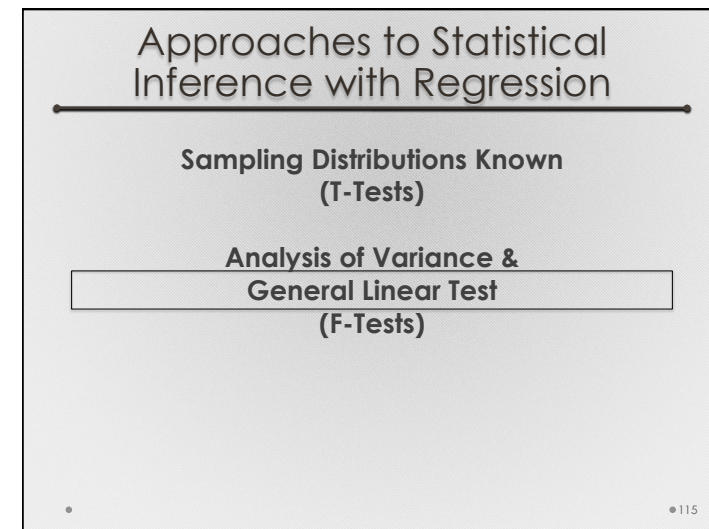 Approaches to Statistical
Inference with Regression
Sampling Distributions Known
(T-Tests)
Analysis of Variance &
General Linear Test
(F-Tests)
115